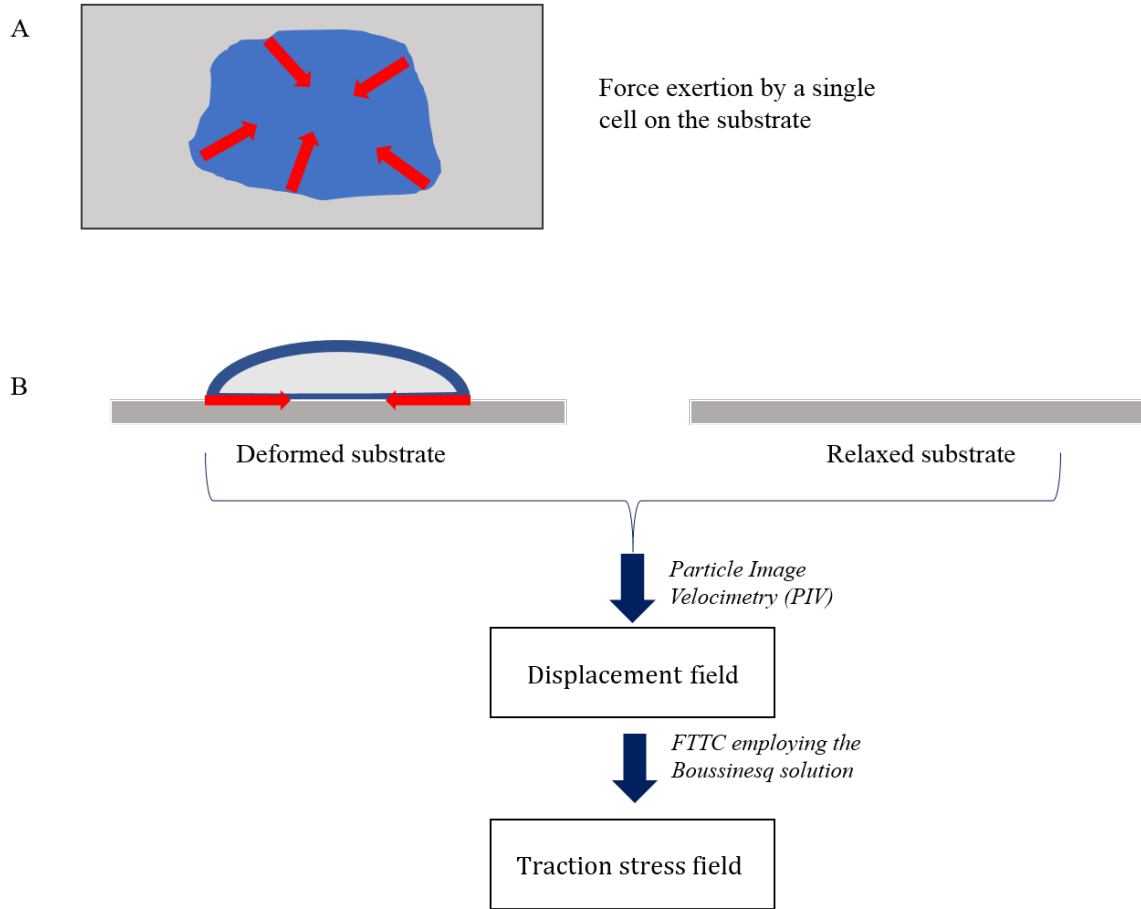 A
Force exertion by a single
cell on the substrate
B
Deformed substrate
Relaxed substrate
Particle Image
Velocimetry (PIV)
Displacement field
FTTC employing the
Boussinesq solution
Traction stress field